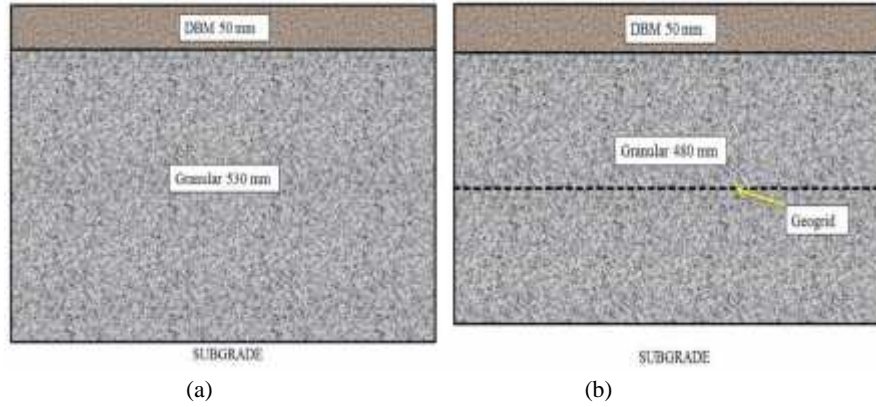 DBM 50 mm
Granular 530 mm
SUBGRADE
(a)
DBM 50 mm
Granular 480 mm
Geogrid
SUBGRADE
(b)